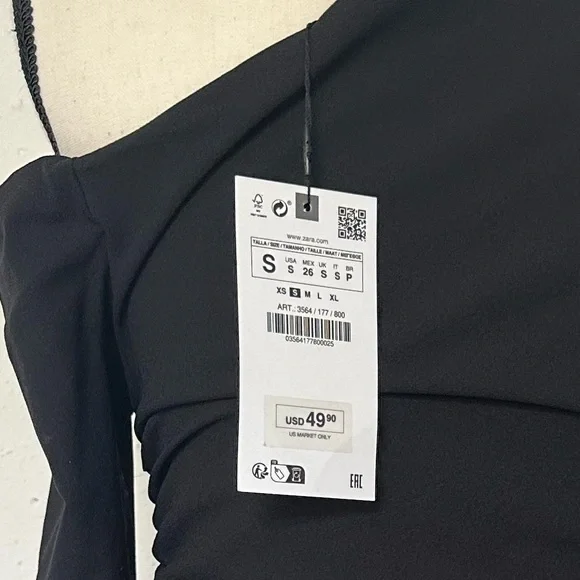 FSC
www.zara.com
TALLA / SIZE / TAMANHO / TAILLE / MAAT /
S
USA MEX UK IT BR
S 26 S S P
XS S M L XL
ART.: 3564 / 177 / 800
03564177800025
USD 49 90
US MARKET ONLY
EAC